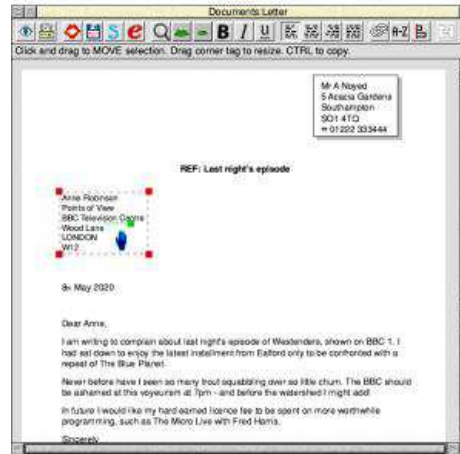 Documents:Letter
B I U
A-Z B
Click and drag to MOVE selection. Drag corner tag to resize. CTRL to copy.
Mr A Noyed
5 Acacia Gardens
Southampton
SO1 4TQ
01222 333444
REF: Last night's episode
Anne Robinson
Points of View
BBC Television Centre
Wood Lane
LONDON
W12
8th May 2020
Dear Anne,
I am writing to complain about last night's episode of Westenders, shown on BBC 1. I
had sat down to enjoy the latest installment from Ealford only to be confronted with a
repeat of The Blue Planet.
Never before have I seen so many trout squabbling over so little chum. The BBC should
be ashamed at this voyeurism at 7pm - and before the watershed I might add!
In future I would like my hard earned licence fee to be spent on more worthwhile
programming, such as The Micro Live with Fred Harris.
Sincerely